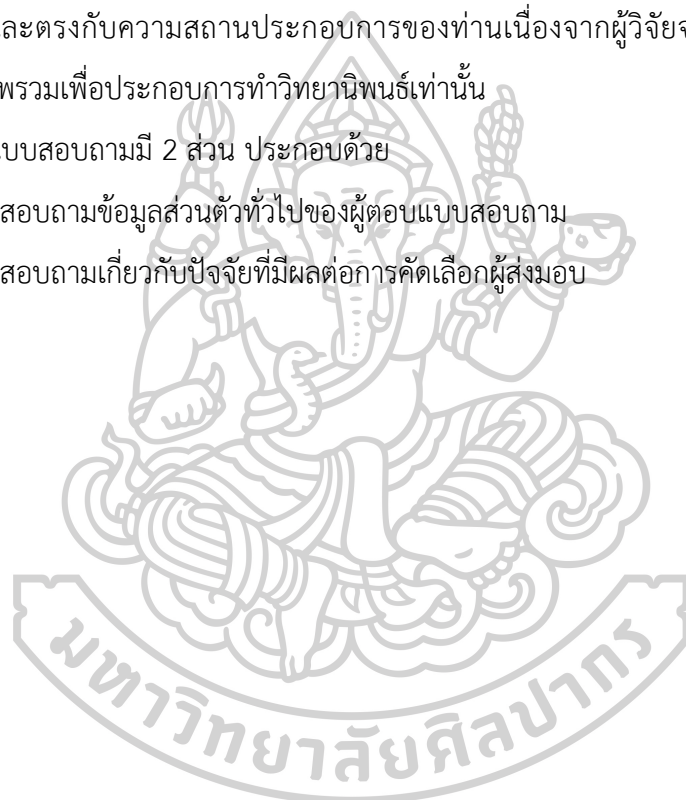 ละตรงกับความสถานประกอบการของท่านเนื่องจากผู้วิจัยจ
พรวมเพื่อประกอบการทำวิทยานิพนธ์เท่านั้น
บบสอบถามมี 2 ส่วน ประกอบด้วย
สอบถามข้อมูลส่วนตัวทั่วไปของผู้ตอบแบบสอบถาม
สอบถามเกี่ยวกับปัจจัยที่มีผลต่อการคัดเลือกผู้ส่งมอบ
มหาวิทยาลัยศิลปากร